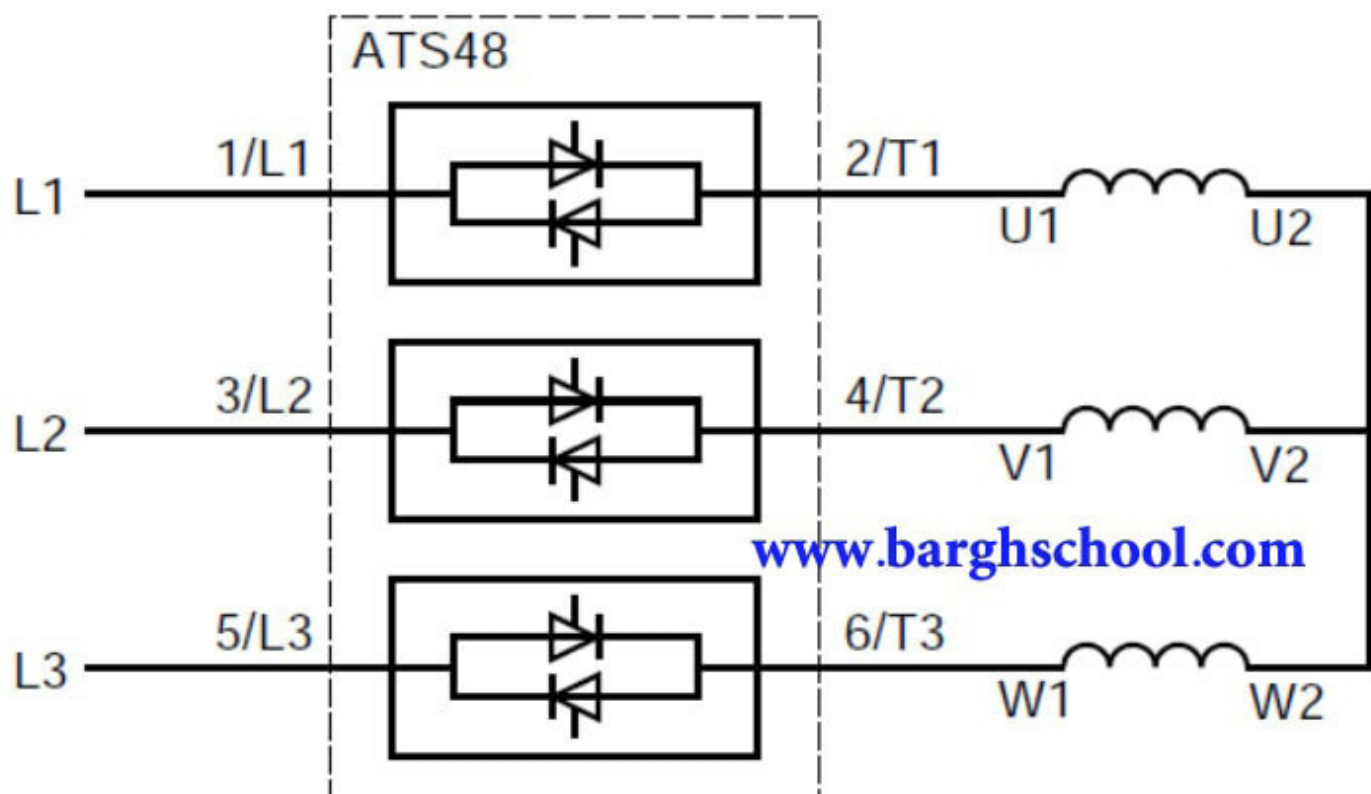 ATS48
L1 1/L1 2/T1
U1 U2
L2 3/L2 4/T2
V1 V2
www.barghschool.com
L3 5/L3 6/T3
W1 W2